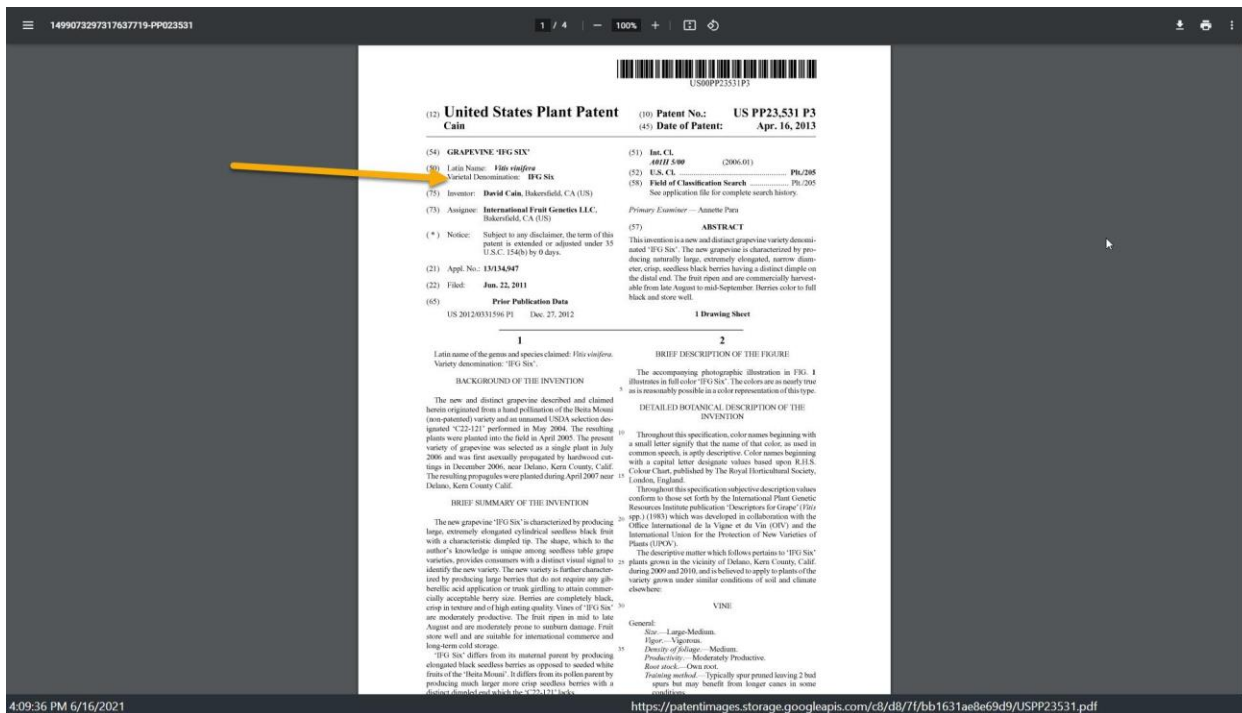 1499073297317637719-PP023531
1 / 4
100%
US00PP23531P3
(12) United States Plant Patent
Cain
(10) Patent No.: US PP23,531 P3
(45) Date of Patent: Apr. 16, 2013
(54) GRAPEVINE ‘IFG SIX’
(50) Latin Name: Vitis vinifera
Varietal Denomination: IFG Six
(75) Inventor: David Cain, Bakersfield, CA (US)
(73) Assignee: International Fruit Genetics LLC,
Bakersfield, CA (US)
( * ) Notice: Subject to any disclaimer, the term of this
patent is extended or adjusted under 35
U.S.C. 154(b) by 0 days.
(21) Appl. No.: 13/134,947
(22) Filed: Jun. 22, 2011
(65) Prior Publication Data
US 2012/0331596 P1 Dec. 27, 2012
(51) Int. Cl.
A01H 5/00 (2006.01)
(52) U.S. Cl. ........................ Plt./205
(58) Field of Classification Search .................. Plt./205
See application file for complete search history.
Primary Examiner — Annette Para
(57) ABSTRACT
This invention is a new and distinct grapevine variety denomi-
nated ‘IFG Six’. The new grapevine is characterized by pro-
ducing naturally large, extremely elongated, narrow diam-
eter, crisp, seedless black berries having a distinct dimple on
the distal end. The fruit ripen and are commercially harvest-
able from late August to mid-September. Berries color to full
black and store well.
1 Drawing Sheet
1
Latin name of the genus and species claimed: Vitis vinifera.
Variety denomination: ‘IFG Six’.
BACKGROUND OF THE INVENTION
The new and distinct grapevine described and claimed
herein originated from a hand pollination of the Beita Mouni
(non-patented) variety and an unnamed USDA selection des-
ignated ‘C22-121’ performed in May 2004. The resulting
plants were planted into the field in April 2005. The present
variety of grapevine was selected as a single plant in July
2006 and was first asexually propagated by hardwood cut-
tings in December 2006, near Delano, Kern County, Calif.
The resulting propagules were planted during April 2007 near
Delano, Kern County Calif.
BRIEF SUMMARY OF THE INVENTION
The new grapevine ‘IFG Six’ is characterized by producing
large, extremely elongated cylindrical seedless black fruit
with a characteristic dimpled tip. The shape, which to the
author’s knowledge is unique among seedless table grape
varieties, provides consumers with a distinct visual signal to
identify the new variety. The new variety is further character-
ized by producing large berries that do not require any gib-
berellic acid application or trunk girdling to attain commer-
cially acceptable berry size. Berries are completely black,
crisp in texture and of high eating quality. Vines of ‘IFG Six’
are moderately productive. The fruit ripen in mid to late
August and are moderately prone to sunburn damage. Fruit
store well and are suitable for international commerce and
long-term cold storage.
‘IFG Six’ differs from its maternal parent by producing
elongated black seedless berries as opposed to seeded white
fruits of the ‘Beita Mouni’. It differs from its pollen parent by
producing much larger more crisp seedless berries with a
distinct dimpled end which the ‘C22-121’ lacks.
5
10
15
20
25
30
35
2
BRIEF DESCRIPTION OF THE FIGURE
The accompanying photographic illustration in FIG. 1
illustrates in full color ‘IFG Six’. The colors are as nearly true
as is reasonably possible in a color representation of this type.
DETAILED BOTANICAL DESCRIPTION OF THE
INVENTION
Throughout this specification, color names beginning with
a small letter signify that the name of that color, as used in
common speech, is aptly descriptive. Color names beginning
with a capital letter designate values based upon R.H.S.
Colour Chart, published by The Royal Horticultural Society,
London, England.
Throughout this specification subjective description values
conform to those set forth by the International Plant Genetic
Resources Institute publication ‘Descriptors for Grape’ (Vitis
spp.) (1983) which was developed in collaboration with the
Office International de la Vigne et du Vin (OIV) and the
International Union for the Protection of New Varieties of
Plants (UPOV).
The descriptive matter which follows pertains to ‘IFG Six’
plants grown in the vicinity of Delano, Kern County, Calif.
during 2009 and 2010, and is believed to apply to plants of the
variety grown under similar conditions of soil and climate
elsewhere:
VINE
General:
Size.—Large-Medium.
Vigor.—Vigorous.
Density of foliage.—Medium.
Productivity.—Moderately Productive.
Root stock.—Own root.
Training method.—Typically spur pruned leaving 2 bud
spurs but may benefit from longer canes in some
conditions.
4:09:36 PM 6/16/2021
https://patentimages.storage.googleapis.com/c8/d8/7f/bb1631ae8e69d9/USPP23531.pdf